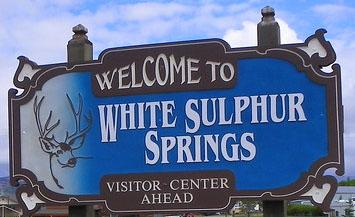 WELCOME TO
WHITE SULPHUR
SPRINGS
VISITOR CENTER
AHEAD